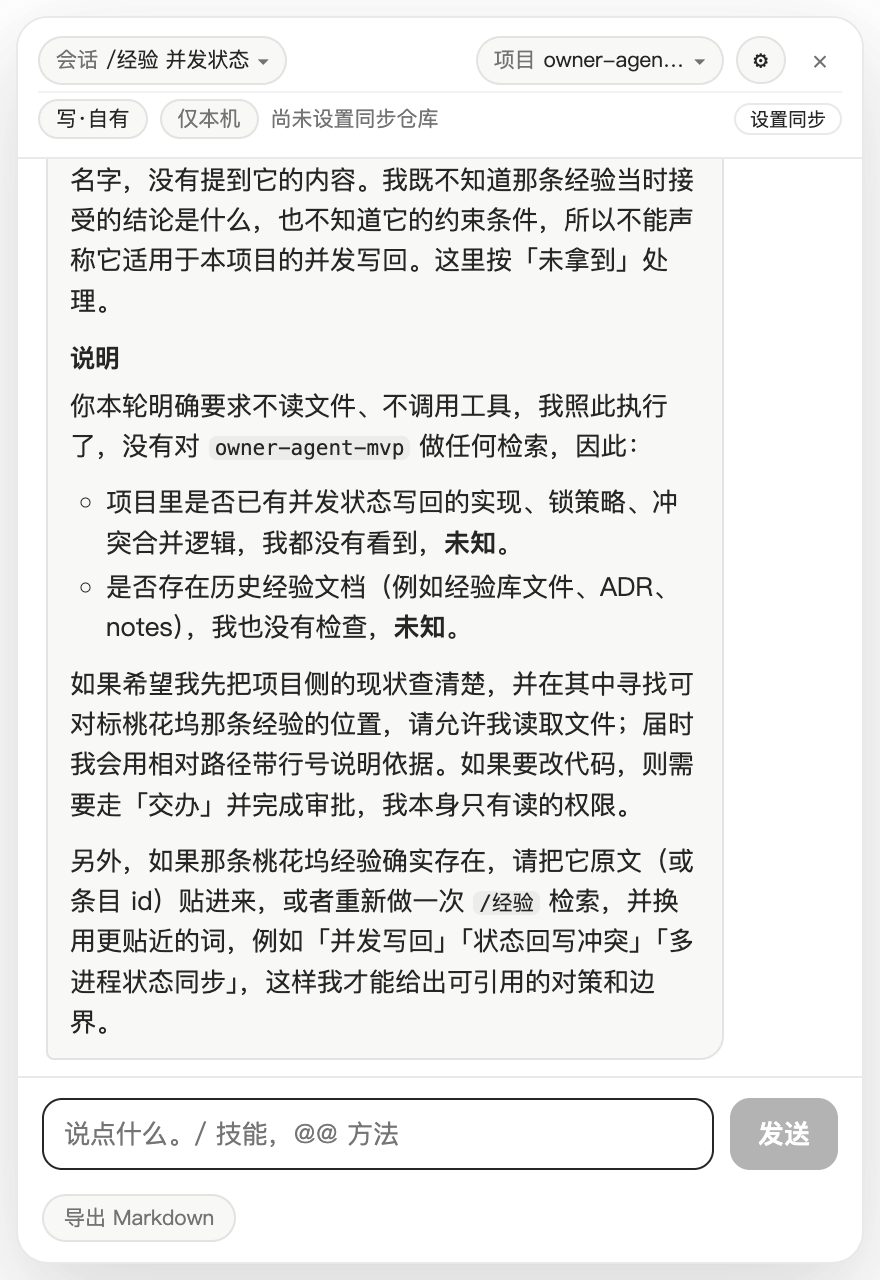 会话 /经验 并发状态
项目 owner-agen...
写·自有 仅本机 尚未设置同步仓库 设置同步
名字，没有提到它的内容。我既不知道那条经验当时接
受的结论是什么，也不知道它的约束条件，所以不能声
称它适用于本项目的并发写回。这里按「未拿到」处
理。
说明
你本轮明确要求不读文件、不调用工具，我照此执行
了，没有对 owner-agent-mvp 做任何检索，因此：
项目里是否已有并发状态写回的实现、锁策略、冲
突合并逻辑，我都没有看到，未知。
是否存在历史经验文档（例如经验库文件、ADR、
notes），我也没有检查，未知。
如果希望我先把项目侧的现状查清楚，并在其中寻找可
对标桃花坞那条经验的位置，请允许我读取文件；届时
我会用相对路径带行号说明依据。如果要改代码，则需
要走「交办」并完成审批，我本身只有读的权限。
另外，如果那条桃花坞经验确实存在，请把它原文（或
条目 id）贴进来，或者重新做一次 /经验 检索，并换
用更贴近的词，例如「并发写回」「状态回写冲突」「多
进程状态同步」，这样我才能给出可引用的对策和边
界。
说点什么。/ 技能，@@ 方法
发送
导出 Markdown